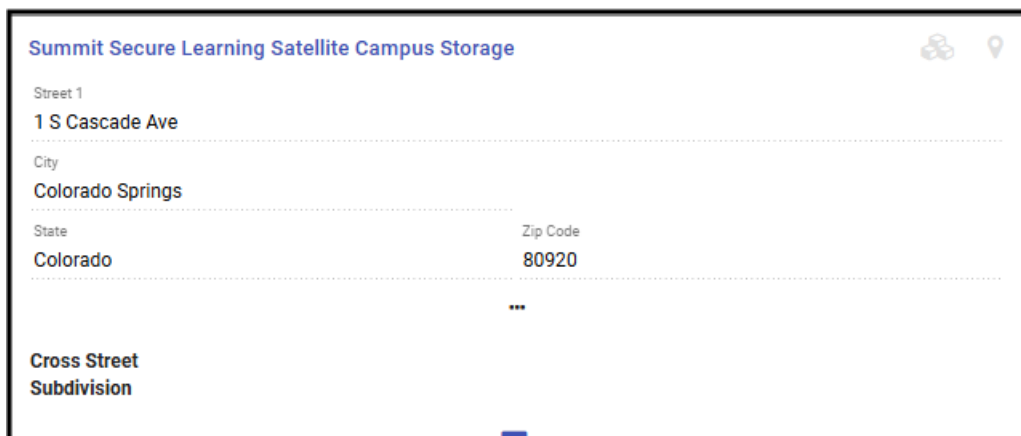 Summit Secure Learning Satellite Campus Storage
Street 1
1 S Cascade Ave
City
Colorado Springs
State Zip Code
Colorado 80920
...
Cross Street
Subdivision